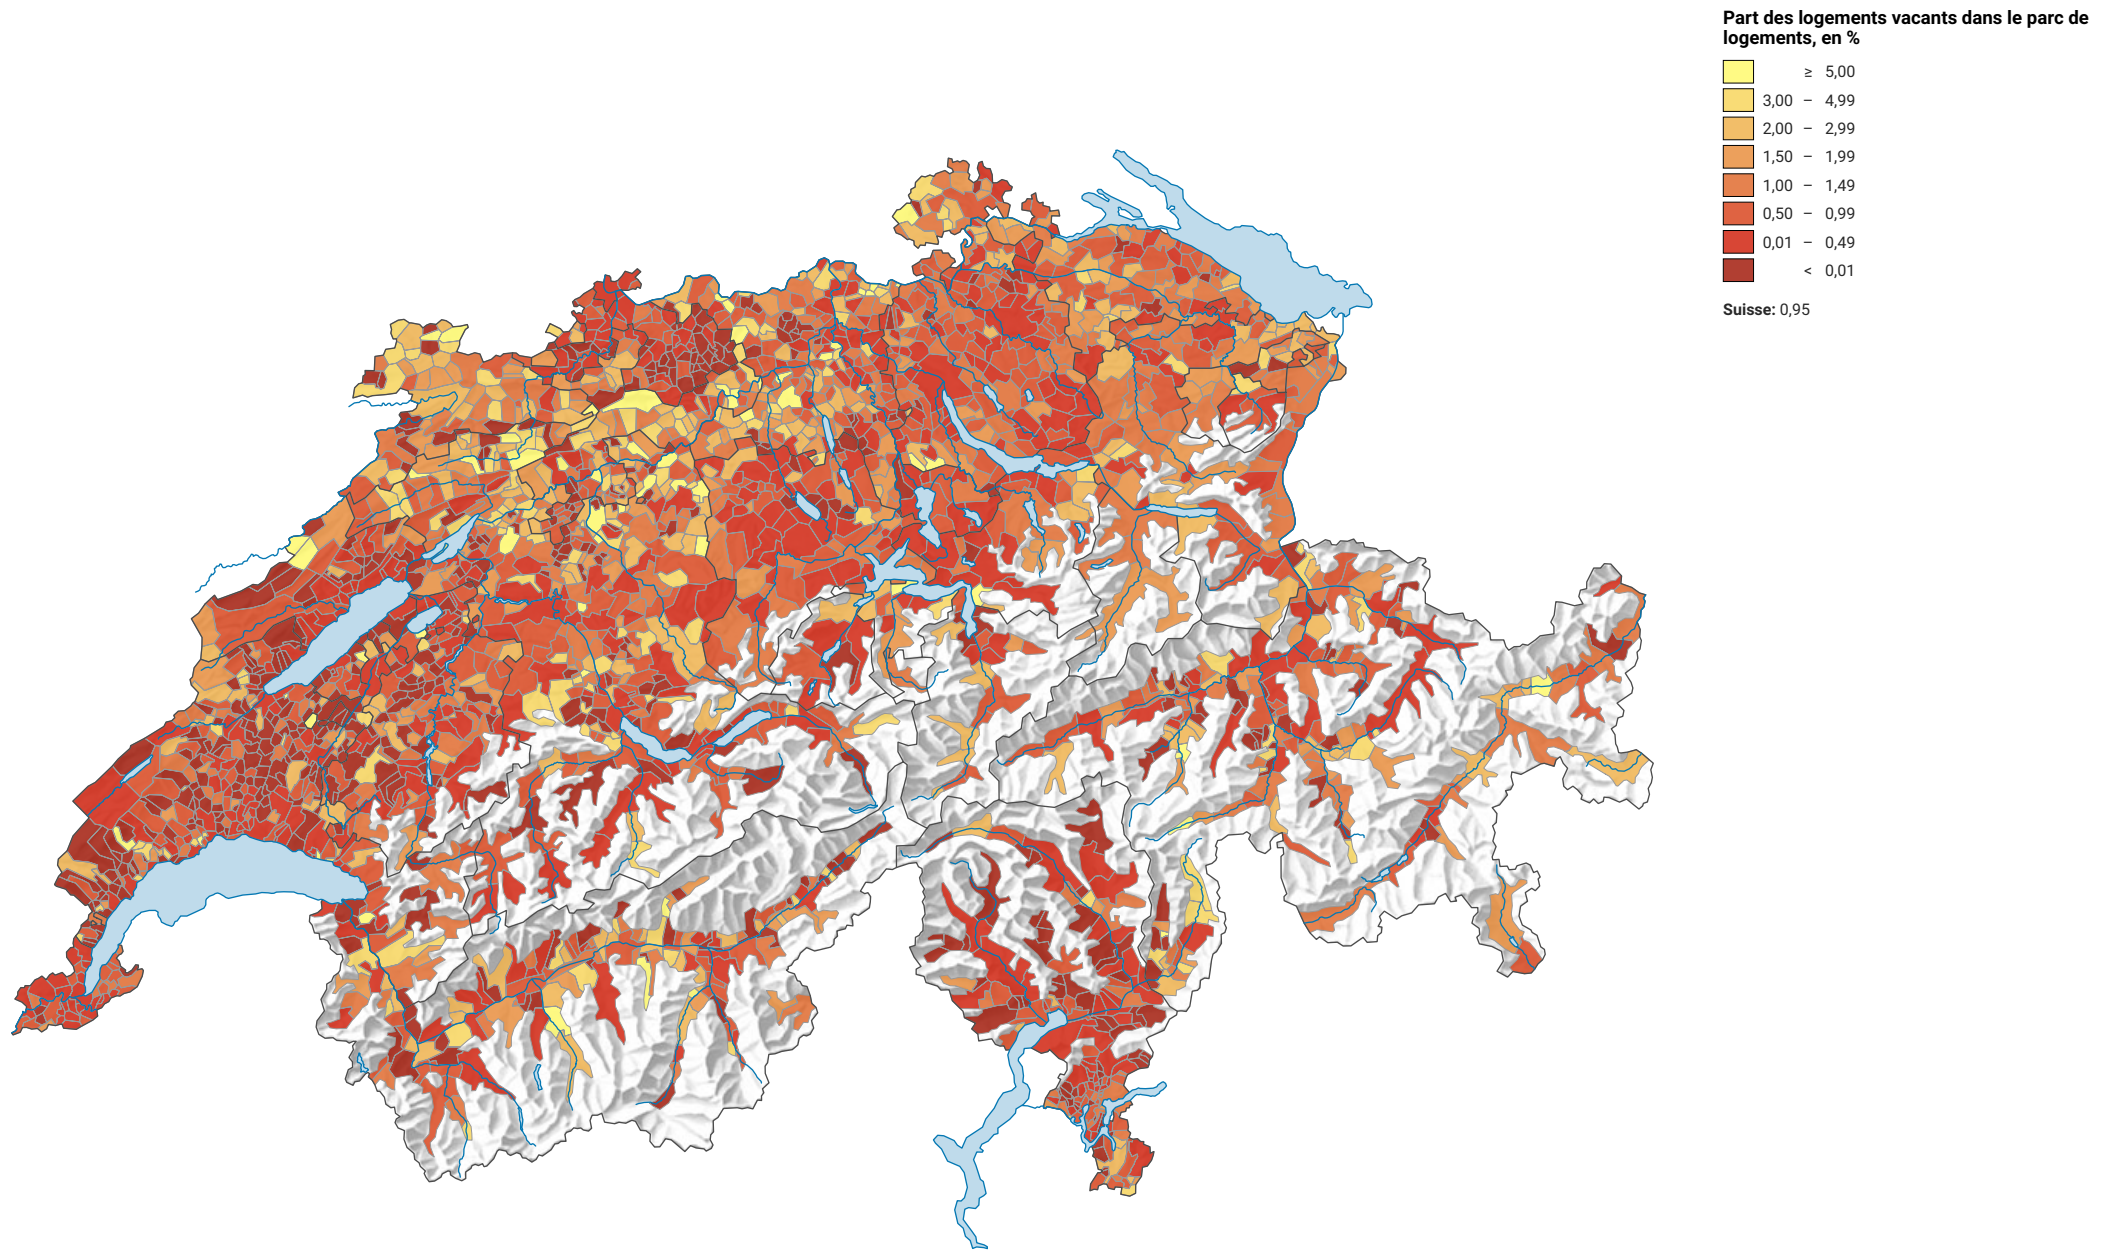 Part des logements vacants dans le parc de
logements, en %
≥ 5,00
3,00 – 4,99
2,00 – 2,99
1,50 – 1,99
1,00 – 1,49
0,50 – 0,99
0,01 – 0,49
< 0,01
Suisse: 0,95